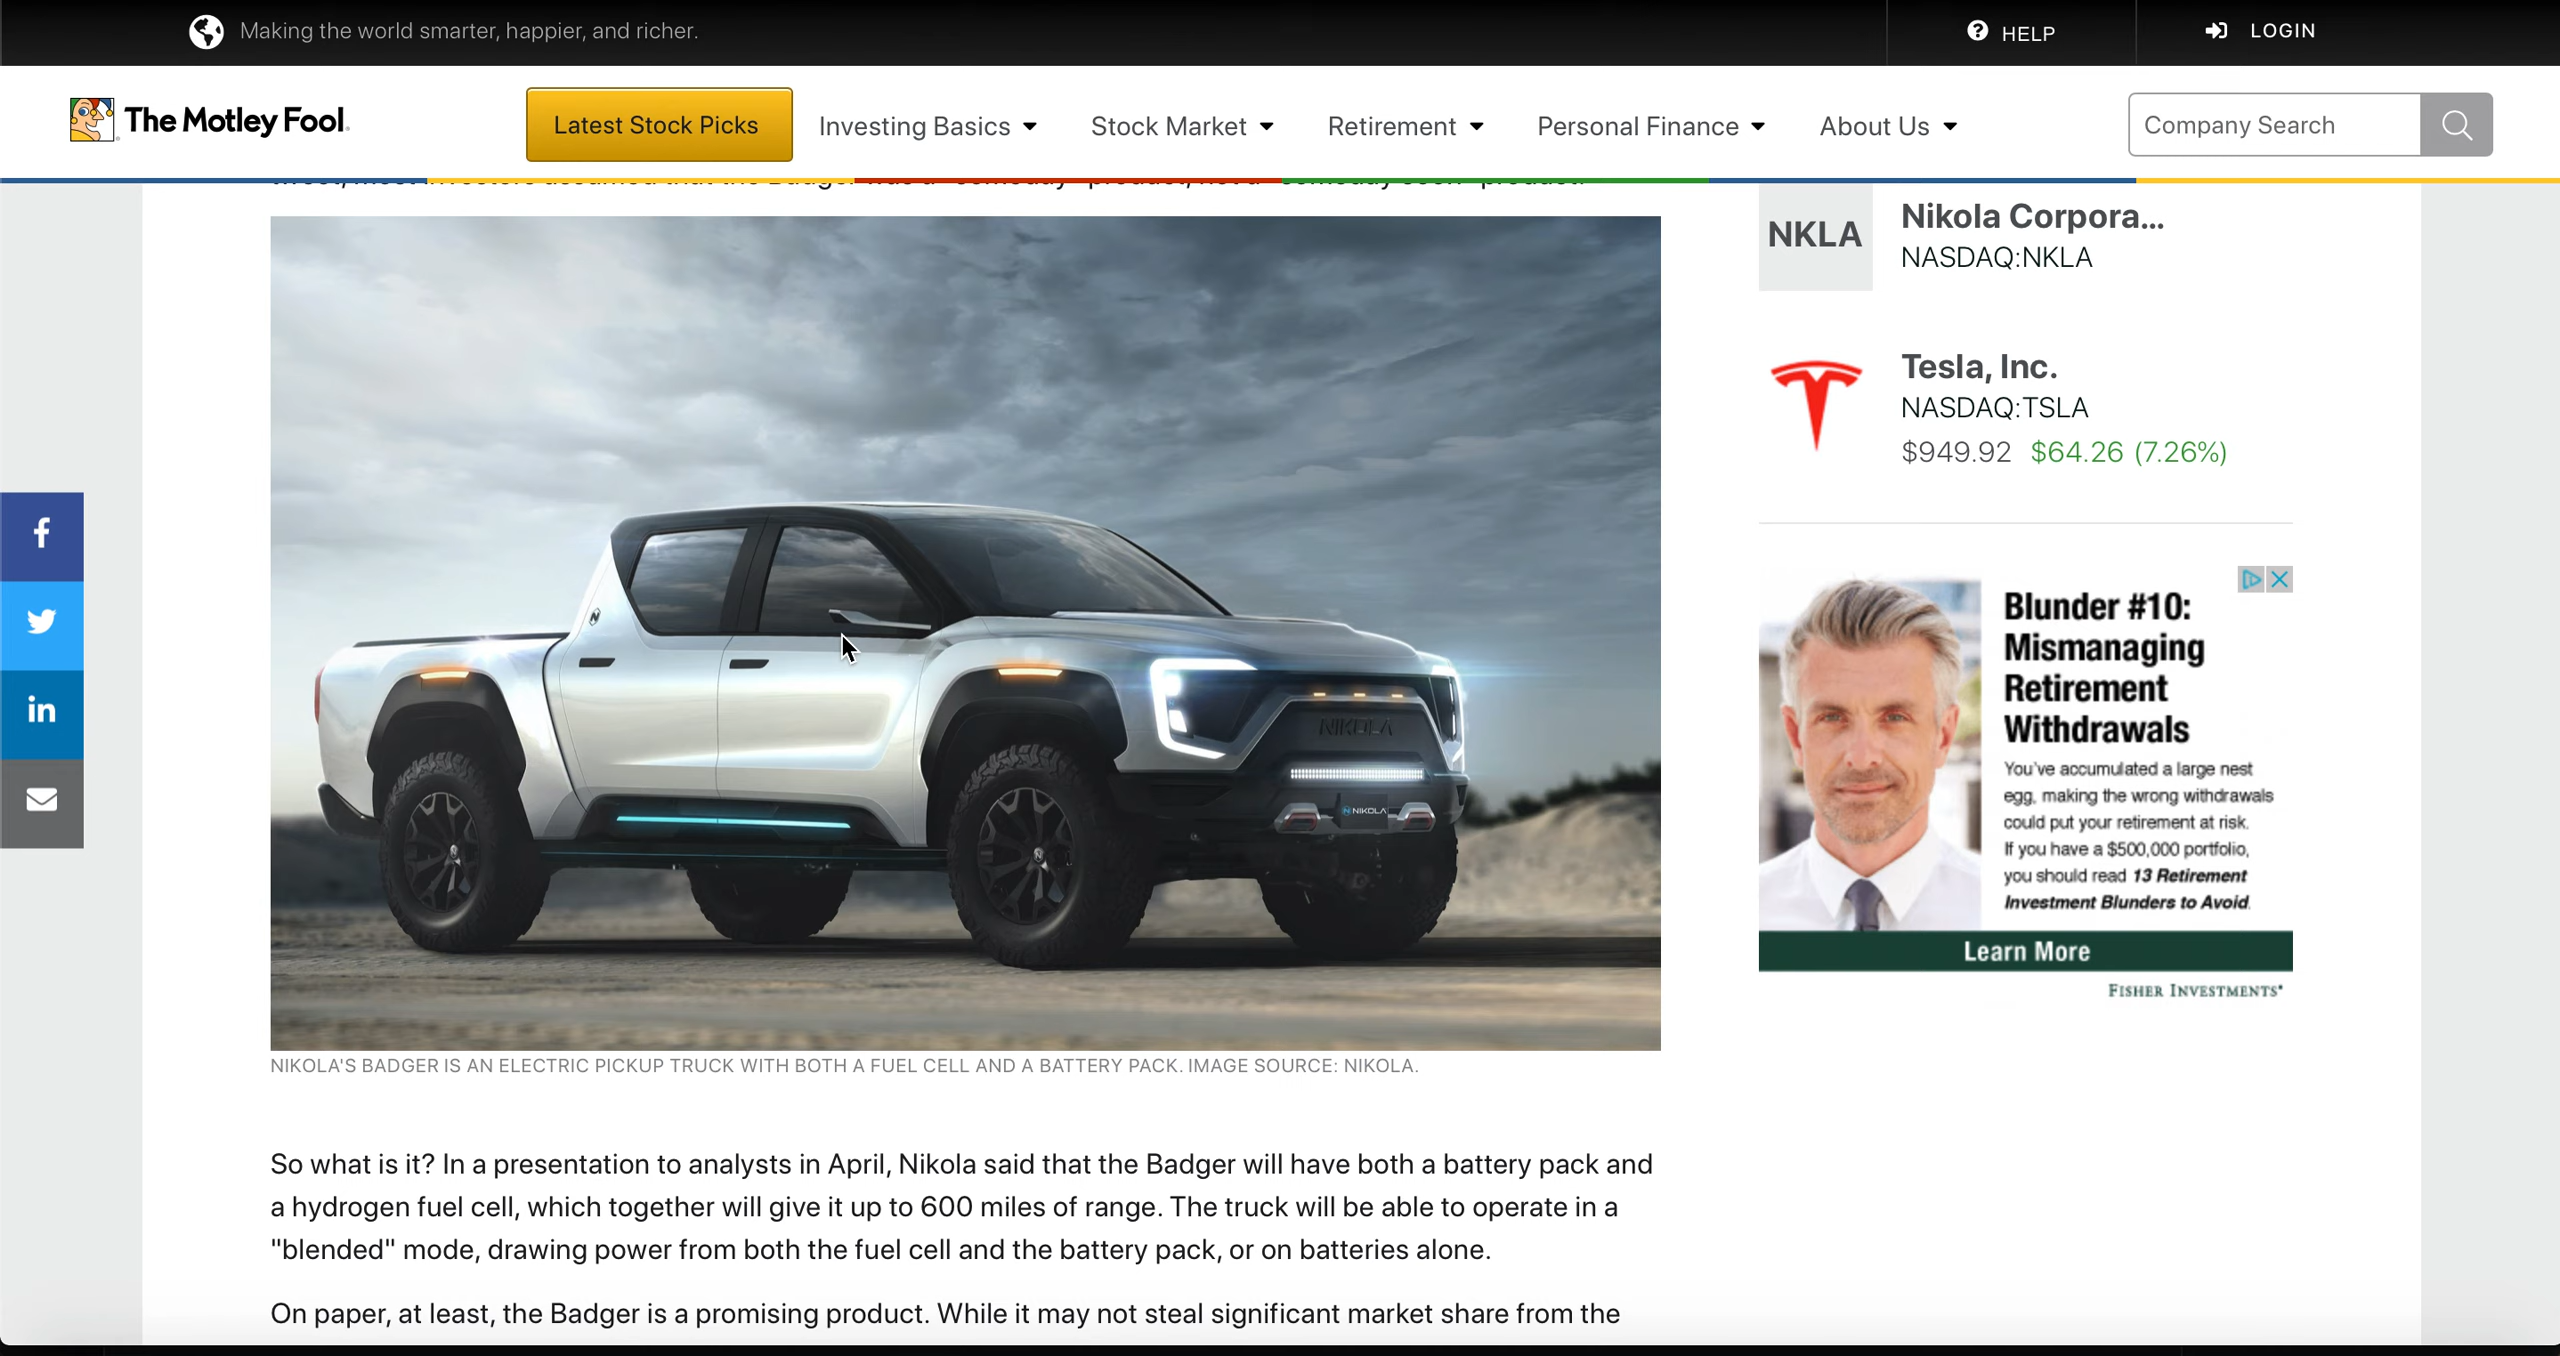 Making the world smarter, happier, and richer.
HELP
LOGIN
The Motley Fool
Latest Stock Picks
Investing Basics
Stock Market
Retirement
Personal Finance
About Us
Company Search
NKLA
Nikola Corpora...
NASDAQ:NKLA
Tesla, Inc.
NASDAQ:TSLA
$949.92 $64.26 (7.26%)
NIKOLA
NIKOLA
Blunder #10:
Mismanaging
Retirement
Withdrawals
You've accumulated a large nest
egg, making the wrong withdrawals
could put your retirement at risk.
If you have a $500,000 portfolio,
you should read 13 Retirement
Investment Blunders to Avoid.
Learn More
FISHER INVESTMENTS®
NIKOLA'S BADGER IS AN ELECTRIC PICKUP TRUCK WITH BOTH A FUEL CELL AND A BATTERY PACK. IMAGE SOURCE: NIKOLA.
So what is it? In a presentation to analysts in April, Nikola said that the Badger will have both a battery pack and
a hydrogen fuel cell, which together will give it up to 600 miles of range. The truck will be able to operate in a
"blended" mode, drawing power from both the fuel cell and the battery pack, or on batteries alone.
On paper, at least, the Badger is a promising product. While it may not steal significant market share from the